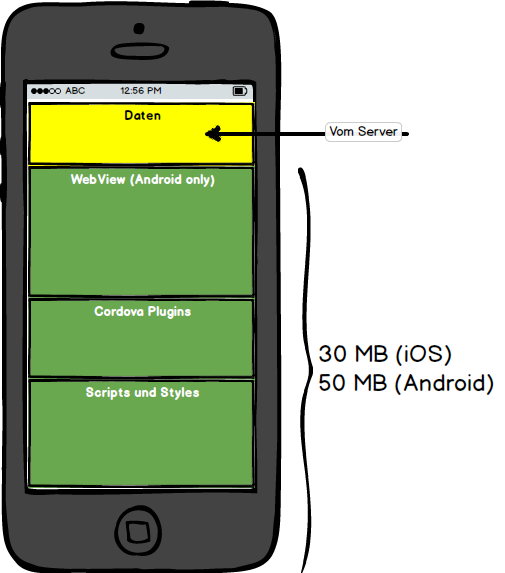 ABC 12:56 PM
Daten
Vom Server
WebView (Android only)
Cordova Plugins
30 MB (iOS)
50 MB (Android)
Scripts und Styles